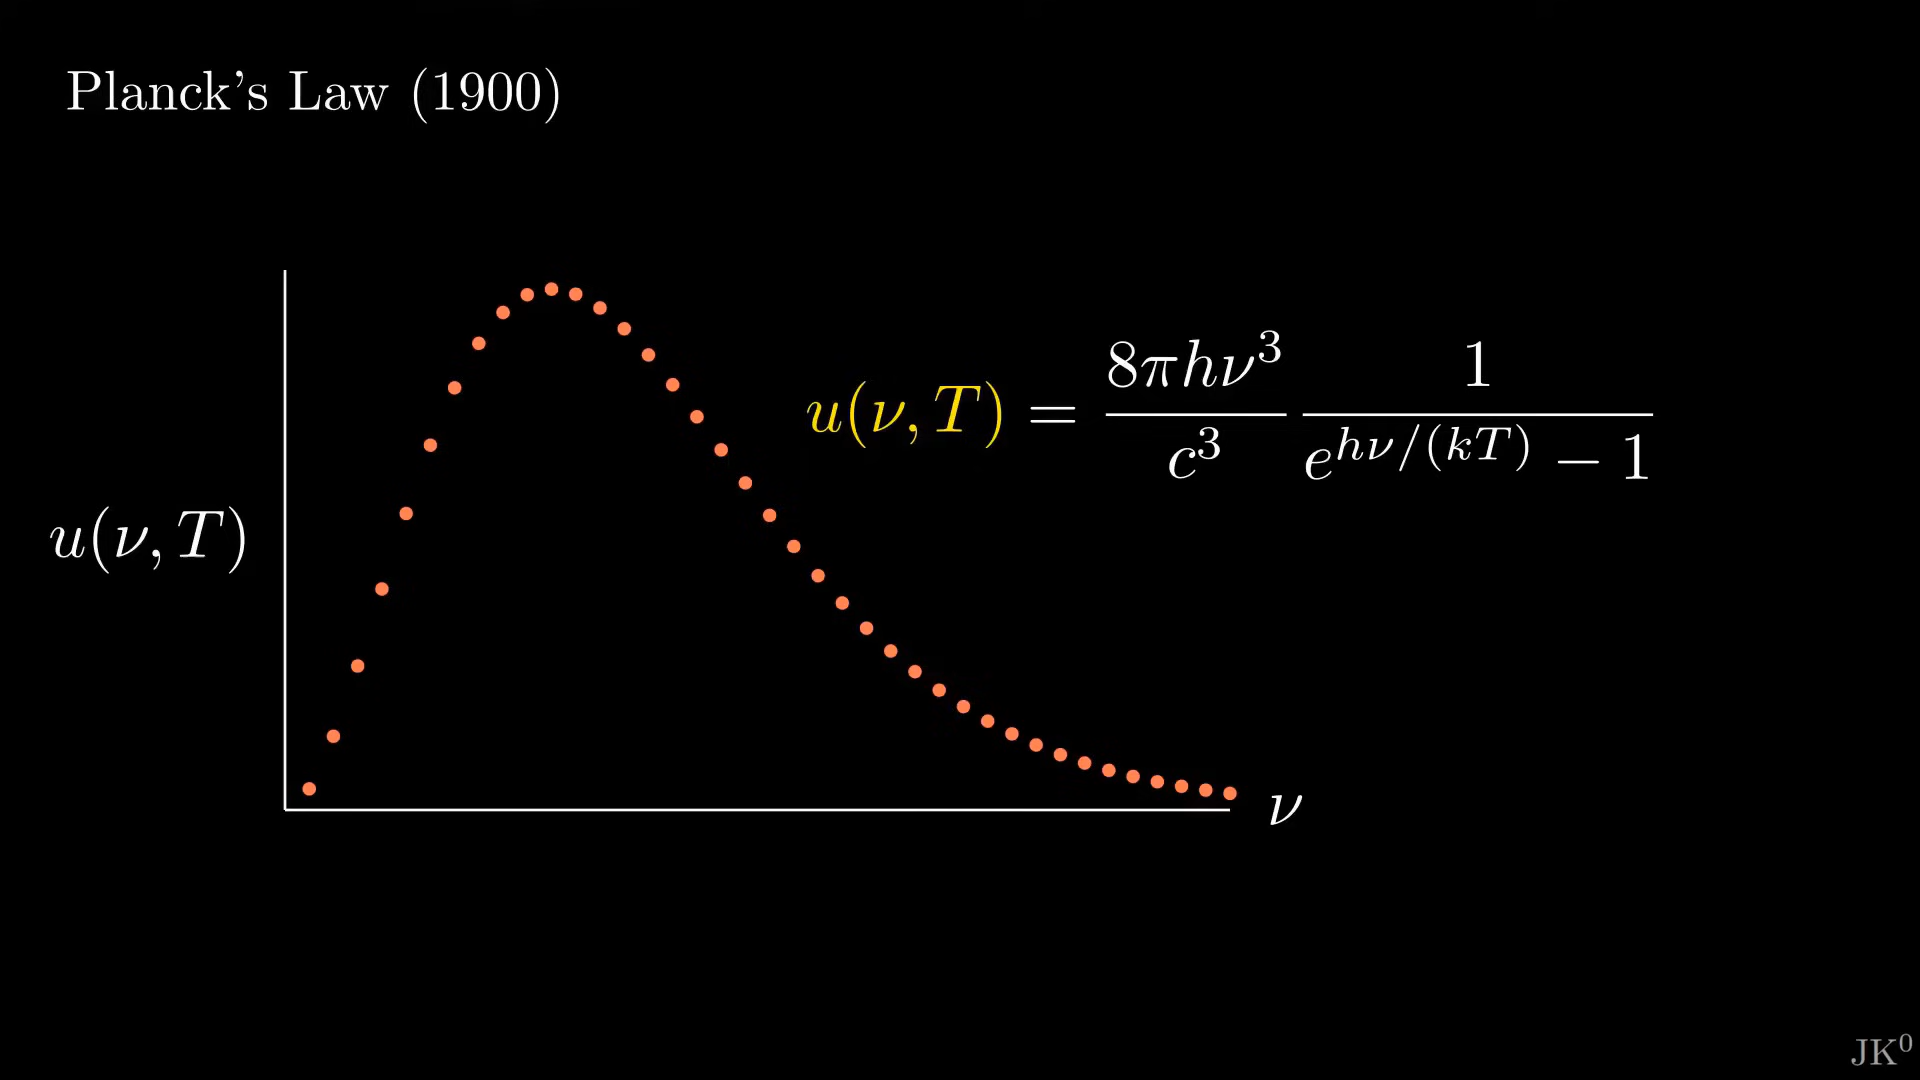 Planck's Law (1900)
u(ν, T) = 8πhν³/c³ 1/(e^{hν/(kT)} − 1)
u(ν, T)
ν
JK⁰